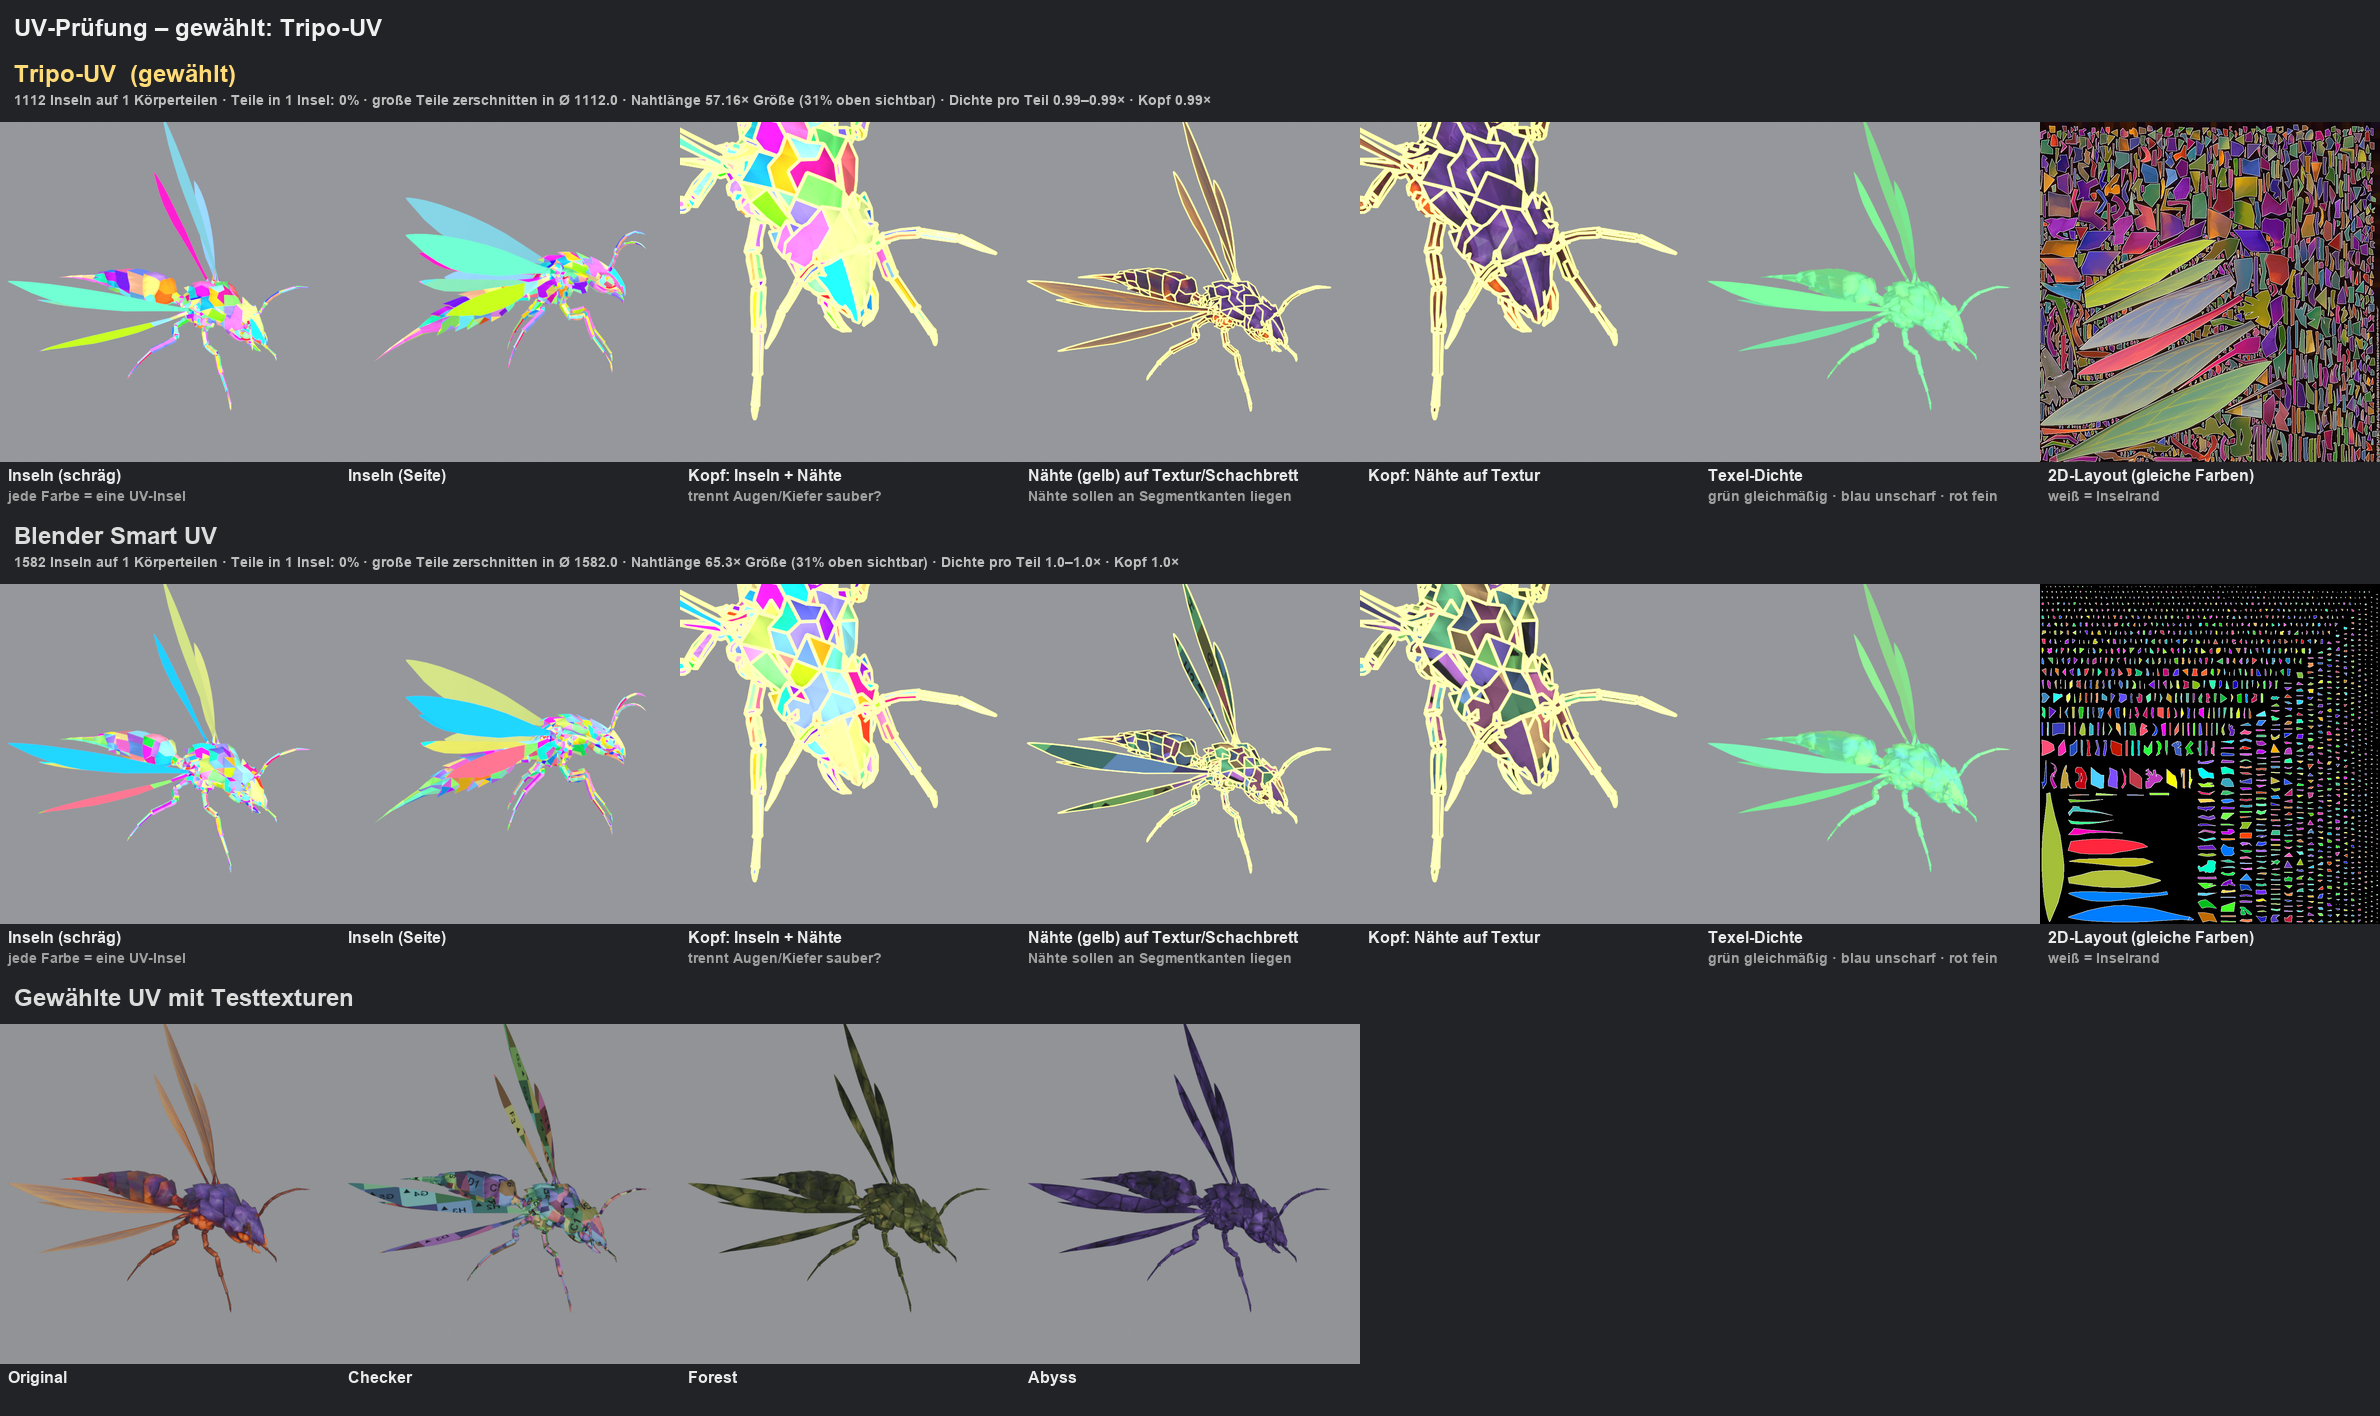 UV-Prüfung – gewählt: Tripo-UV
Tripo-UV (gewählt)
1112 Inseln auf 1 Körperteilen · Teile in 1 Insel: 0% · große Teile zerschnitten in Ø 1112.0 · Nahtlänge 57.16× Größe (31% oben sichtbar) · Dichte pro Teil 0.99–0.99× · Kopf 0.99×
Inseln (schräg)
jede Farbe = eine UV-Insel
Inseln (Seite)
Kopf: Inseln + Nähte
trennt Augen/Kiefer sauber?
Nähte (gelb) auf Textur/Schachbrett
Nähte sollen an Segmentkanten liegen
Kopf: Nähte auf Textur
Texel-Dichte
grün gleichmäßig · blau unscharf · rot fein
2D-Layout (gleiche Farben)
weiß = Inselrand
Blender Smart UV
1582 Inseln auf 1 Körperteilen · Teile in 1 Insel: 0% · große Teile zerschnitten in Ø 1582.0 · Nahtlänge 65.3× Größe (31% oben sichtbar) · Dichte pro Teil 1.0–1.0× · Kopf 1.0×
Inseln (schräg)
jede Farbe = eine UV-Insel
Inseln (Seite)
Kopf: Inseln + Nähte
trennt Augen/Kiefer sauber?
Nähte (gelb) auf Textur/Schachbrett
Nähte sollen an Segmentkanten liegen
Kopf: Nähte auf Textur
Texel-Dichte
grün gleichmäßig · blau unscharf · rot fein
2D-Layout (gleiche Farben)
weiß = Inselrand
Gewählte UV mit Testtexturen
Original
Checker
Forest
Abyss